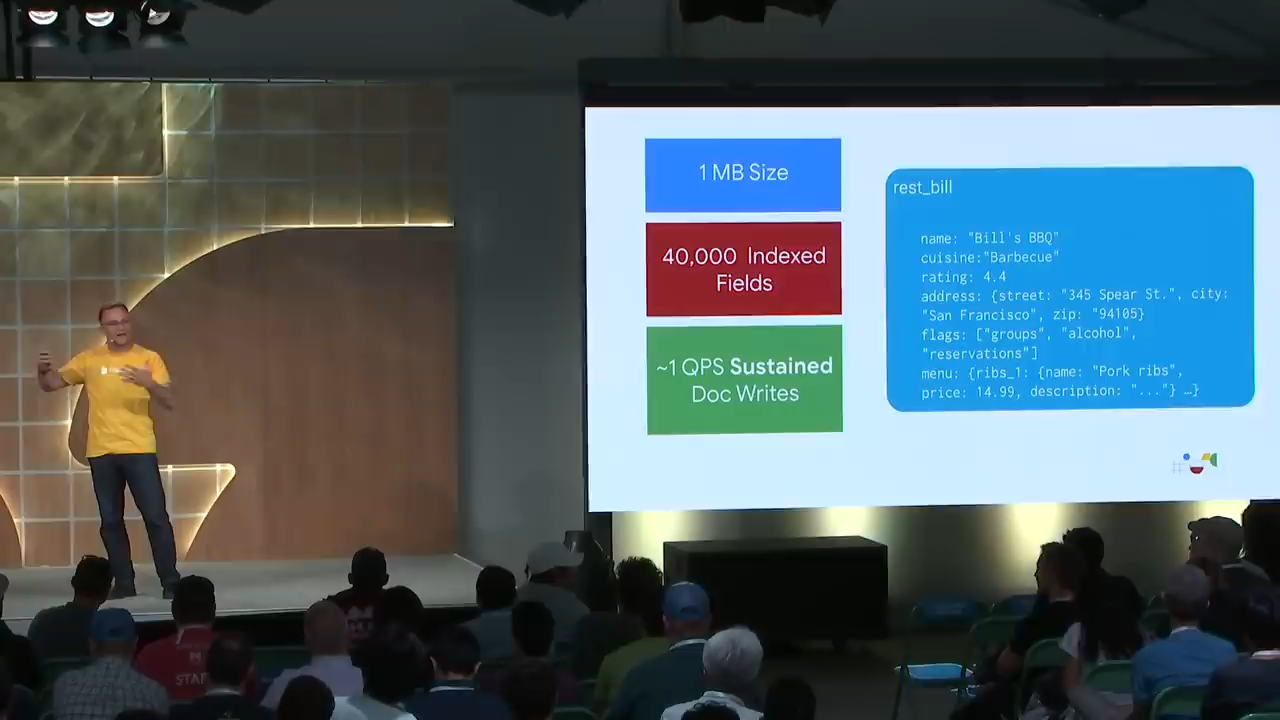 1 MB Size
40,000 Indexed
Fields
~1 QPS Sustained
Doc Writes
rest_bill
name: "Bill's BBQ"
cuisine:"Barbecue"
rating: 4.4
address: {street: "345 Spear St.", city:
"San Francisco", zip: "94105}
flags: ["groups", "alcohol",
"reservations"]
menu: {ribs_1: {name: "Pork ribs",
price: 14.99, description: "..."} …}
STAFF